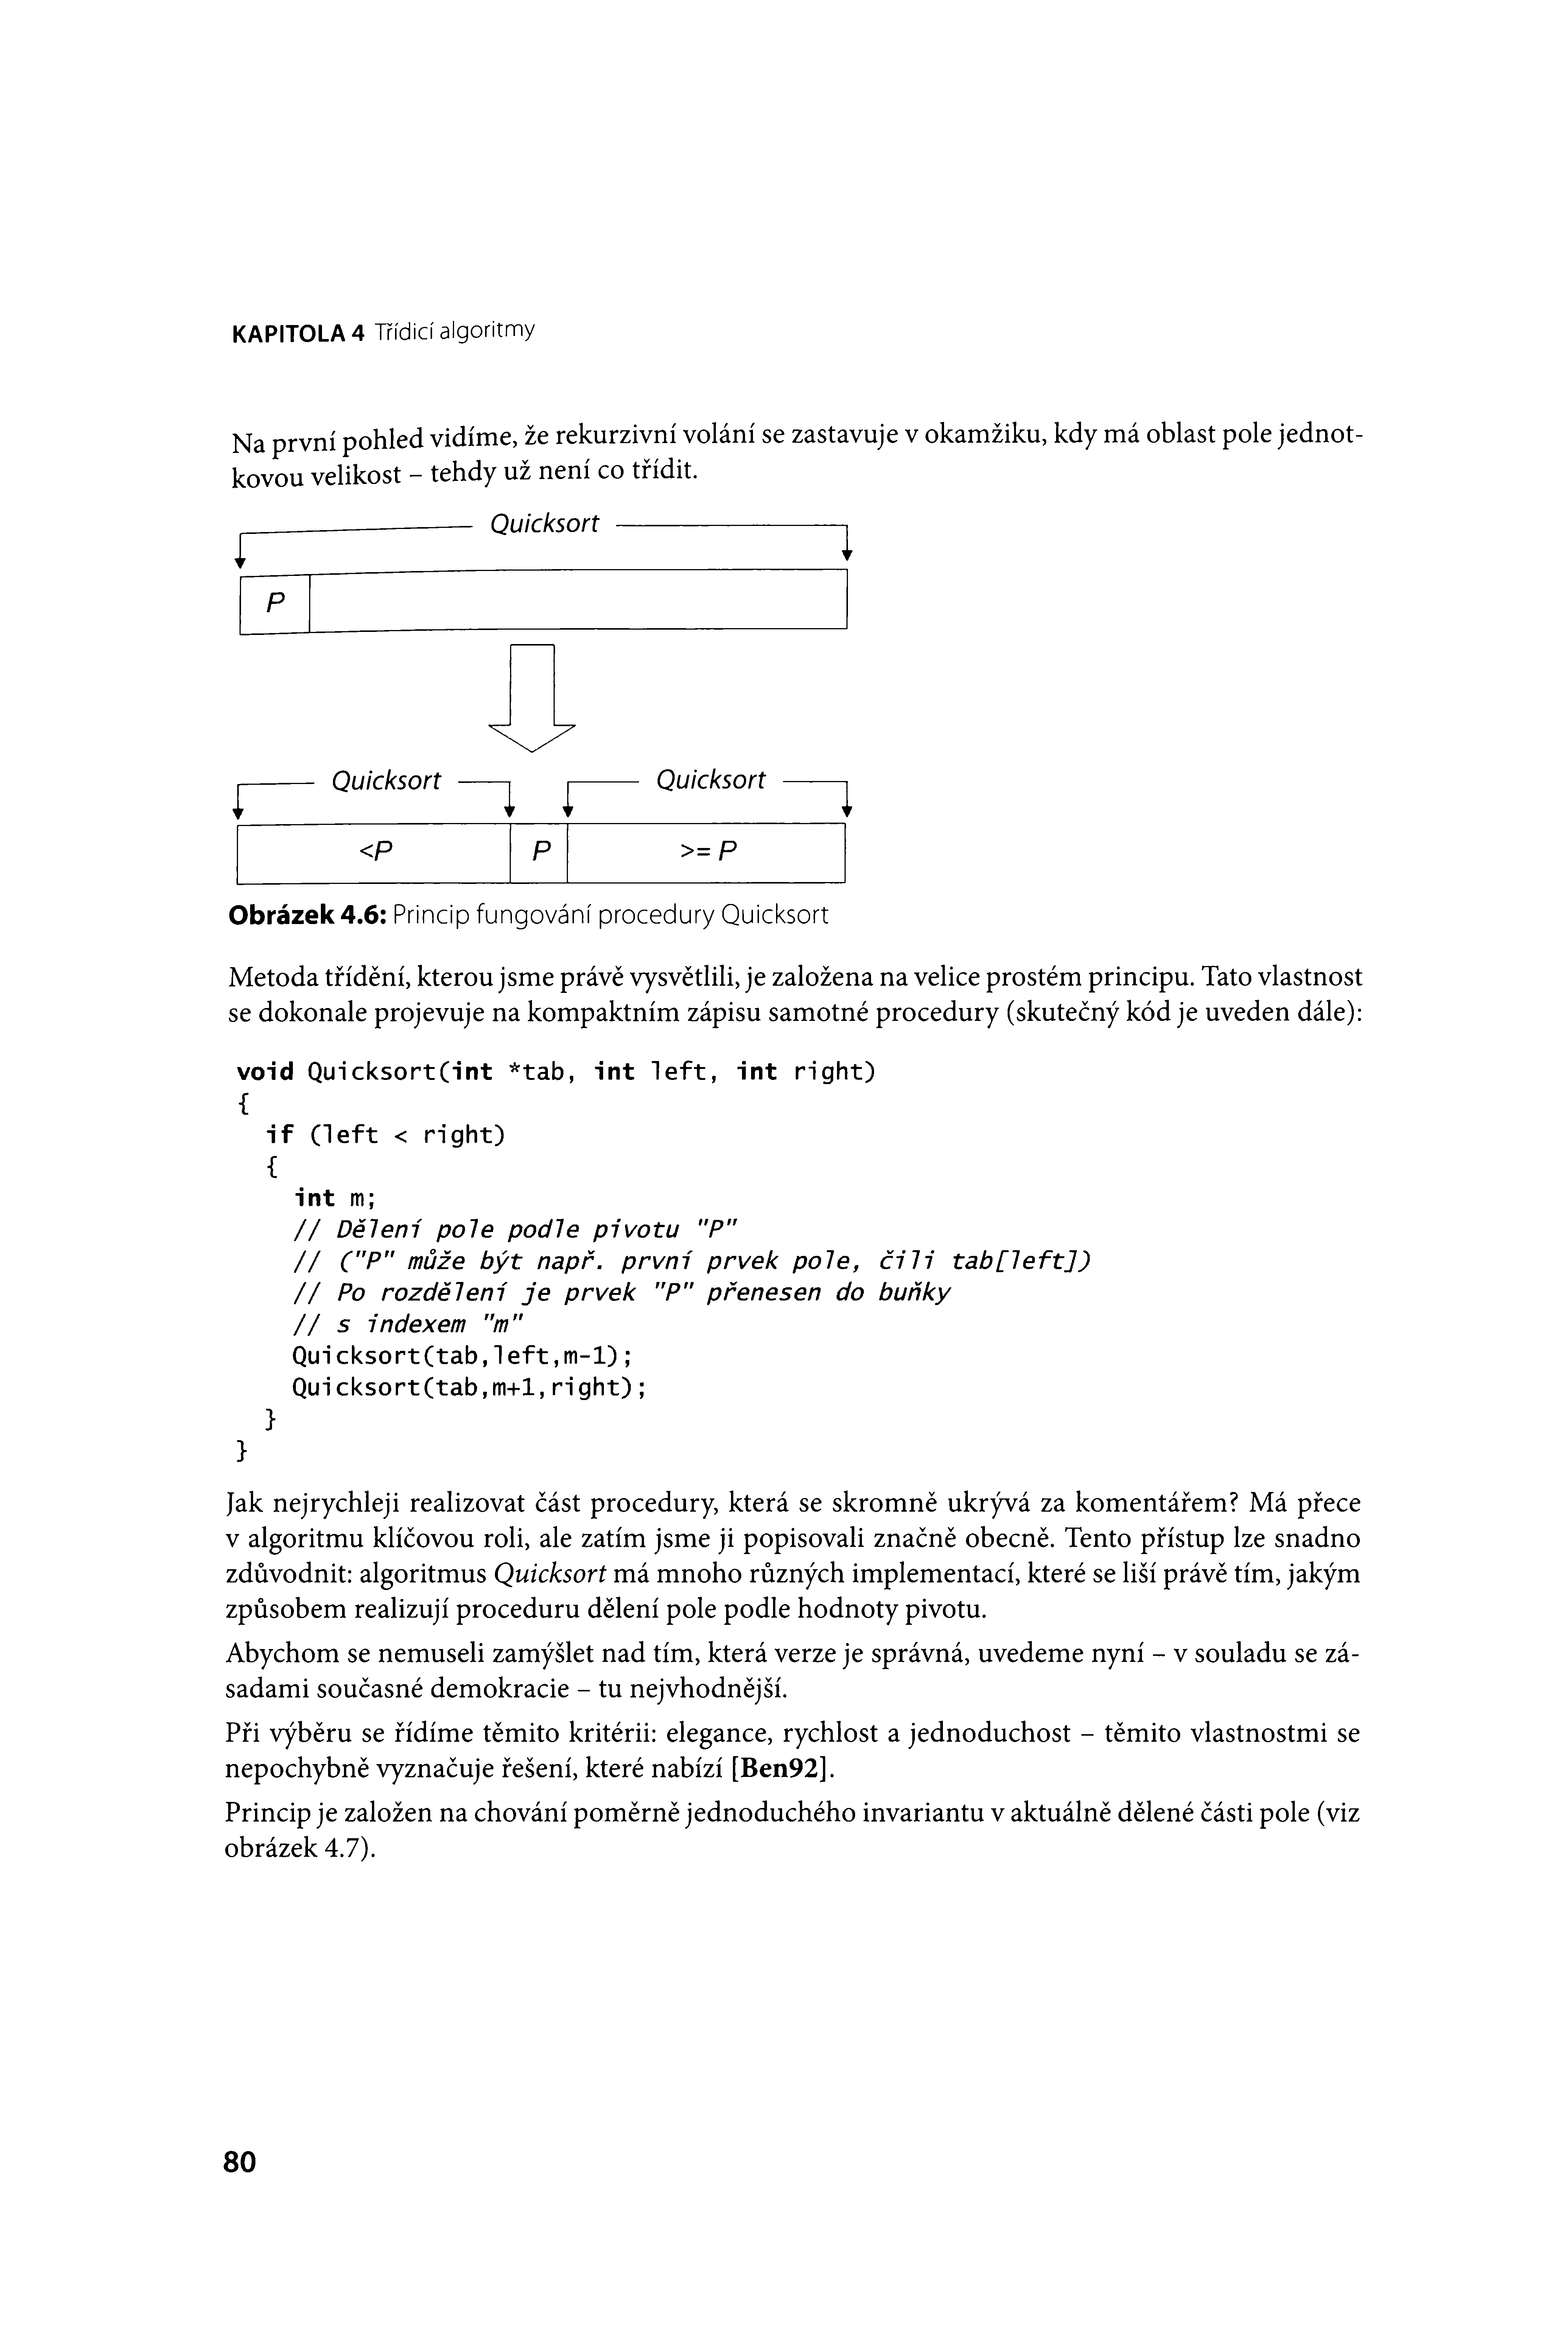 KAPITOLA 4 Třídicí algoritmy
Na první pohled vidíme, že rekurzivní volání se zastavuje v okamžiku, kdy má oblast pole jednot-
kovou velikost – tehdy už není co třídit.
Quicksort
P
Quicksort Quicksort
<P P >= P
Obrázek 4.6: Princip fungování procedury Quicksort
Metoda třídění, kterou jsme právě vysvětlili, je založena na velice prostém principu. Tato vlastnost
se dokonale projevuje na kompaktním zápisu samotné procedury (skutečný kód je uveden dále):
void Quicksort(int *tab, int left, int right)
{
if (left < right)
{
int m;
// Dělení pole podle pivotu "P"
// ("P" může být např. první prvek pole, čili tab[left])
// Po rozdělení je prvek "P" přenesen do buňky
// s indexem "m"
Quicksort(tab,left,m-1);
Quicksort(tab,m+1,right);
}
}
Jak nejrychleji realizovat část procedury, která se skromně ukrývá za komentářem? Má přece
v algoritmu klíčovou roli, ale zatím jsme ji popisovali značně obecně. Tento přístup lze snadno
zdůvodnit: algoritmus Quicksort má mnoho různých implementací, které se liší právě tím, jakým
způsobem realizují proceduru dělení pole podle hodnoty pivotu.
Abychom se nemuseli zamýšlet nad tím, která verze je správná, uvedeme nyní – v souladu se zá-
sadami současné demokracie – tu nejvhodnější.
Při výběru se řídíme těmito kritérii: elegance, rychlost a jednoduchost – těmito vlastnostmi se
nepochybně vyznačuje řešení, které nabízí [Ben92].
Princip je založen na chování poměrně jednoduchého invariantu v aktuálně dělené části pole (viz
obrázek 4.7).
80